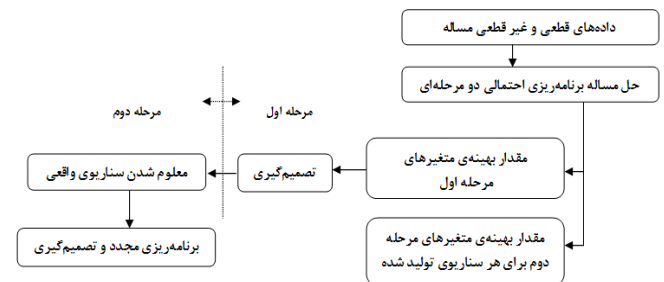 داده‌های قطعی و غیر قطعی مساله
حل مساله برنامه‌ریزی احتمالی دو مرحله‌ای
مرحله اول
مرحله دوم
مقدار بهینه‌ی متغیرهای
مرحله اول
تصمیم‌گیری
معلوم شدن سناریوی واقعی
مقدار بهینه‌ی متغیرهای مرحله
دوم برای هر سناریوی تولید شده
برنامه‌ریزی مجدد و تصمیم‌گیری